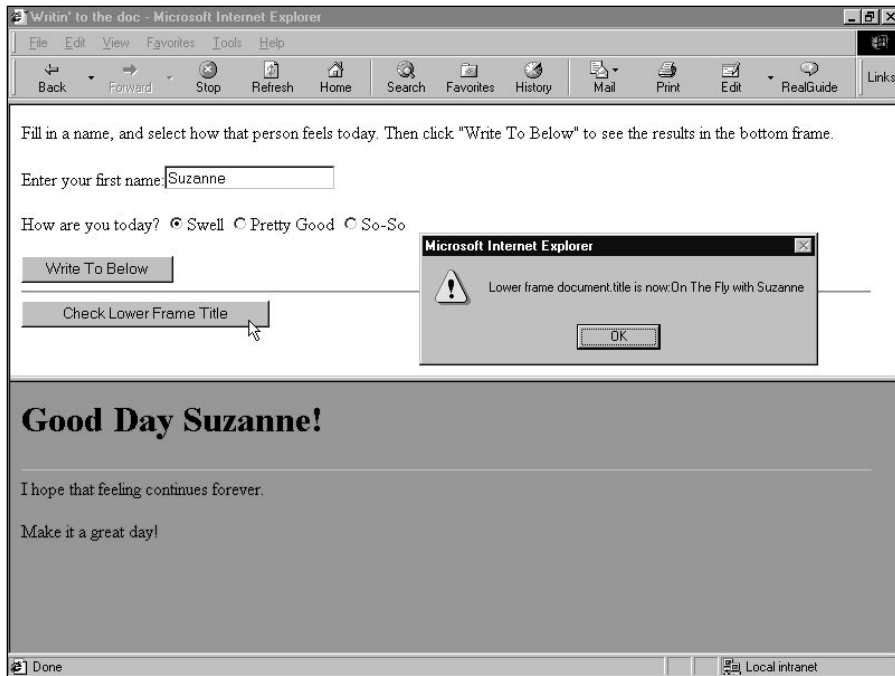 Writin' to the doc - Microsoft Internet Explorer
File Edit View Favorites Tools Help
Back Forward Stop Refresh Home Search Favorites History Mail Print Edit RealGuide Links
Fill in a name, and select how that person feels today. Then click "Write To Below" to see the results in the bottom frame.
Enter your first name:Suzanne
How are you today? Swell Pretty Good So-So
Write To Below
Check Lower Frame Title
Microsoft Internet Explorer
Lower frame document.title is now:On The Fly with Suzanne
OK
Good Day Suzanne!
I hope that feeling continues forever.
Make it a great day!
Done Local intranet